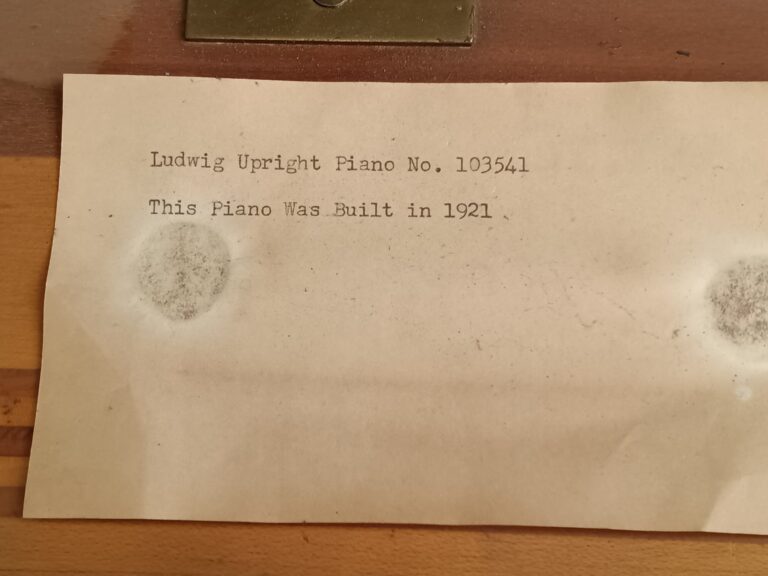 Ludwig Upright Piano No. 103541
This Piano Was Built in 1921